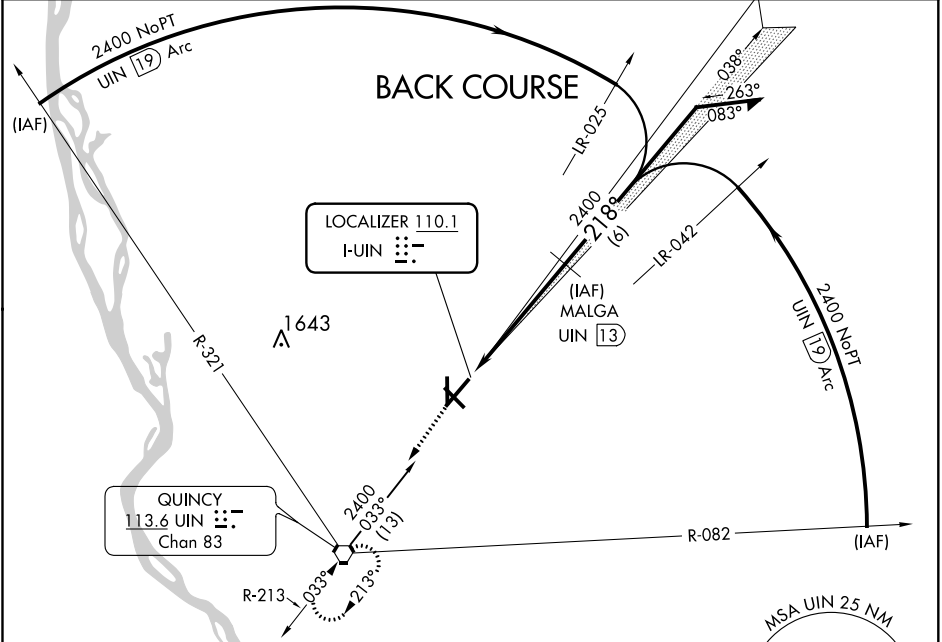 2400 NoPT
UIN 19 Arc
(IAF)
BACK COURSE
LR-025
038°
263°
083°
2400
218°
(6)
LR-042
LOCALIZER 110.1
I-UIN
(IAF)
MALGA
UIN 13
2400 NoPT
UIN 19 Arc
1643
R-321
QUINCY
113.6 UIN
Chan 83
2400
033°
(13)
R-082
(IAF)
R-213
033°
213°
MSA UIN 25 NM